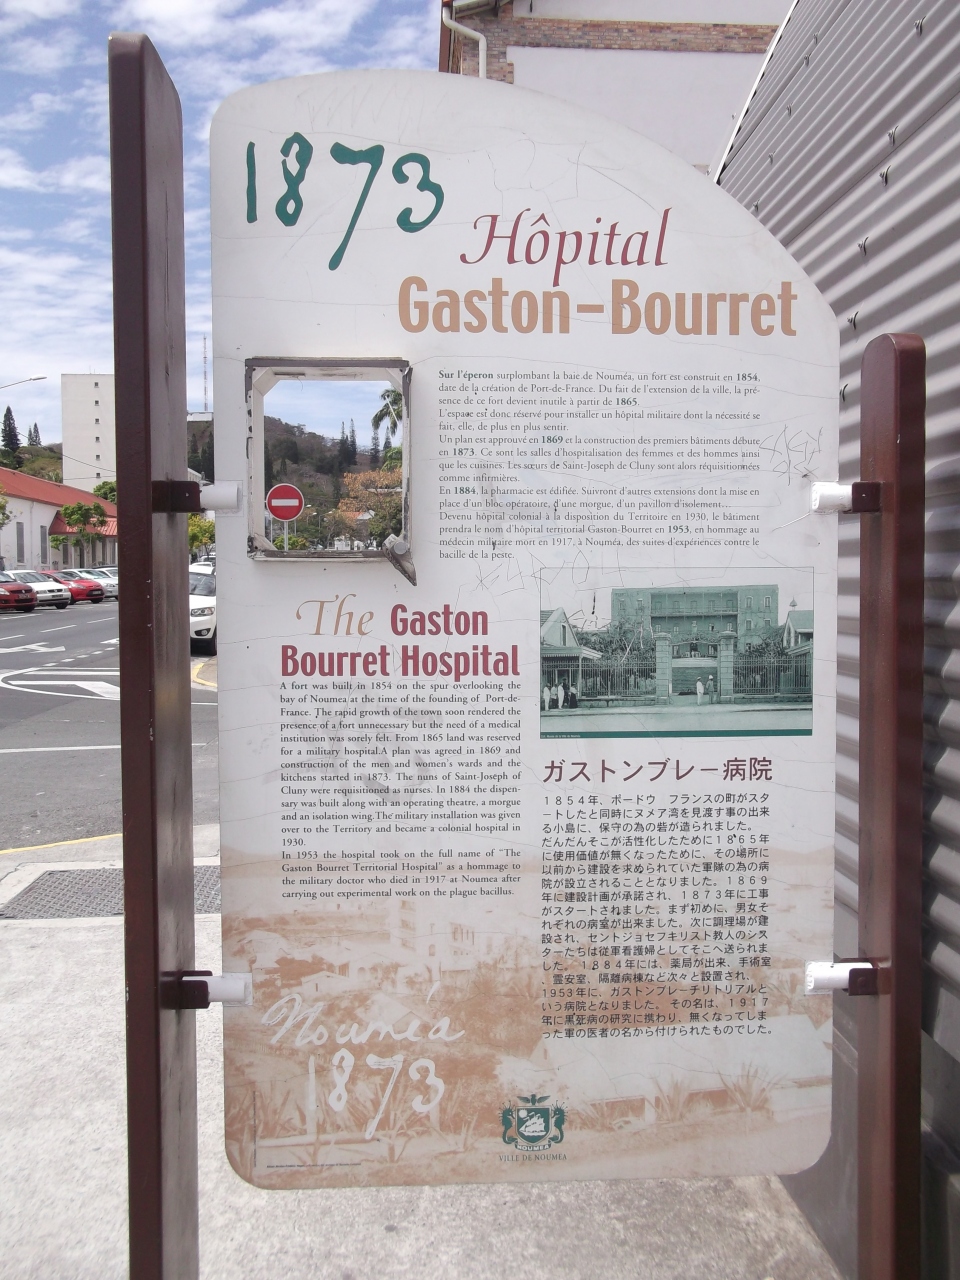 1873
Hôpital
Gaston-Bourret
Sur l'éperon surplombant la baie de Nouméa, un fort est construit en 1854,
date de la création de Port-de-France. Du fait de l'extension de la ville, la pré-
sence de ce fort devient inutile à partir de 1865.
L'espace est donc réservé pour installer un hôpital militaire dont la nécessité se
fait, elle, de plus en plus sentir.
Un plan est approuvé en 1869 et la construction des premiers bâtiments débute
en 1873. Ce sont les salles d'hospitalisation des femmes et des hommes ainsi
que les cuisines. Les sœurs de Saint-Joseph de Cluny sont alors réquisitionnées
comme infirmières.
En 1884, la pharmacie est édifiée. Suivront d'autres extensions dont la mise en
place d'un bloc opératoire, d'une morgue, d'un pavillon d'isolement…
Devenu hôpital colonial à la disposition du Territoire en 1930, le bâtiment
prendra le nom d'hôpital territorial Gaston-Bourret en 1953, en hommage au
médecin militaire mort en 1917, à Nouméa, des suites d'expériences contre le
bacille de la peste.
The Gaston
Bourret Hospital
A fort was built in 1854 on the spur overlooking the
bay of Noumea at the time of the founding of Port-de-
France. The rapid growth of the town soon rendered the
presence of a fort unnecessary but the need of a medical
institution was sorely felt. From 1865 land was reserved
for a military hospital.A plan was agreed in 1869 and
construction of the men and women's wards and the
kitchens started in 1873. The nuns of Saint-Joseph of
Cluny were requisitioned as nurses. In 1884 the dispen-
sary was built along with an operating theatre, a morgue
and an isolation wing.The military installation was given
over to the Territory and became a colonial hospital in
1930.
In 1953 the hospital took on the full name of "The
Gaston Bourret Territorial Hospital" as a hommage to
the military doctor who died in 1917 at Noumea after
carrying out experimental work on the plague bacillus.
ガストンブレー病院
1854年、ポードウ フランスの町がスタ
ートしたと同時にヌメア湾を見渡す事の出来
る小島に、保守の為の砦が造られました。
だんだんそこが活性化したために1865年
に使用価値が無くなったために、その場所に
以前から建設を求められていた軍隊の為の病
院が設立されることとなりました。1869
年に建設計画が承諾され、1873年に工事
がスタートされました。まず初めに、男女そ
れぞれの病室が出来ました。次に調理場が建
設され、セントジョセフキリスト教人のシス
ターたちは従軍看護婦としてそこへ送られま
した。1884年には、薬局が出来、手術室
、霊安室、隔離病棟など次々と設置され、
1953年に、ガストンブレーチリトリアルと
いう病院となりました。その名は、1917
年に黒死病の研究に携わり、無くなってしま
った軍の医者の名から付けられたものでした。
Nouméa
1873
NOUMEA
VILLE DE NOUMÉA